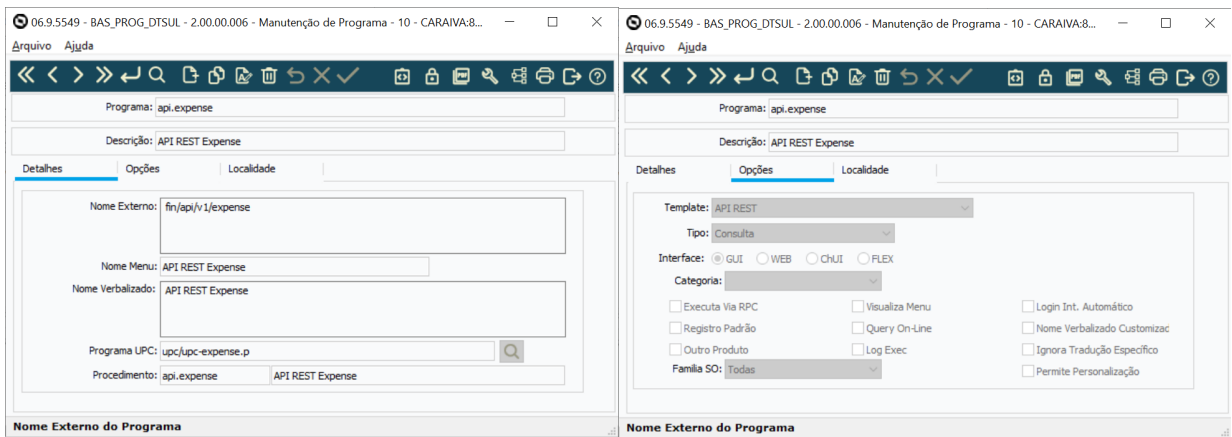 06.9.5549 - BAS_PROG_DTSUL - 2.00.00.006 - Manutenção de Programa - 10 - CARAIVA:8...
Arquivo Ajuda
Programa: api.expense
Descrição: API REST Expense
Detalhes Opções Localidade
Nome Externo: fin/api/v1/expense
Nome Menu: API REST Expense
Nome Verbalizado: API REST Expense
Programa UPC: upc/upc-expense.p
Procedimento: api.expense API REST Expense
Nome Externo do Programa
06.9.5549 - BAS_PROG_DTSUL - 2.00.00.006 - Manutenção de Programa - 10 - CARAIVA:8...
Arquivo Ajuda
Programa: api.expense
Descrição: API REST Expense
Detalhes Opções Localidade
Template: API REST
Tipo: Consulta
Interface: GUI WEB ChUI FLEX
Categoria:
Executa Via RPC Visualiza Menu Login Int. Automático
Registro Padrão Query On-Line Nome Verbalizado Customizad
Outro Produto Log Exec Ignora Tradução Específico
Familia SO: Todas Permite Personalização
Nome Externo do Programa